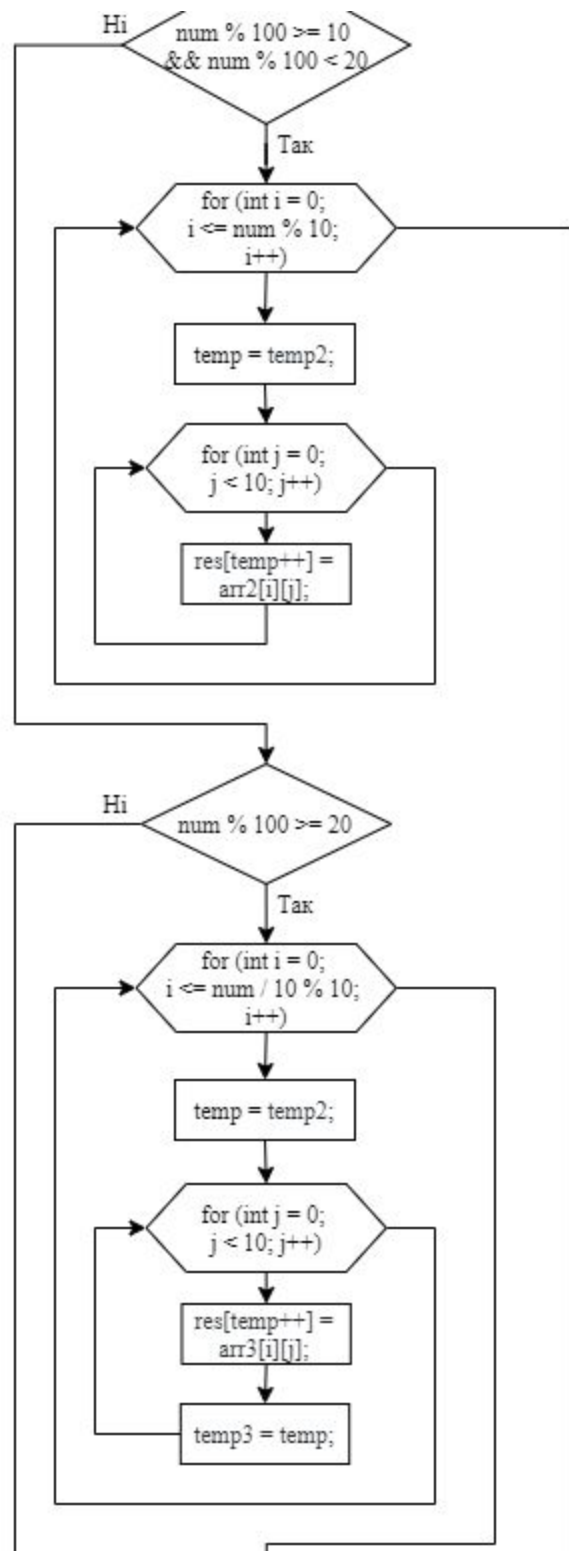 Ні
num % 100 >= 10
&& num % 100 < 20
Так
for (int i = 0;
i <= num % 10;
i++)
temp = temp2;
for (int j = 0;
j < 10; j++)
res[temp++] =
arr2[i][j];
Ні
num % 100 >= 20
Так
for (int i = 0;
i <= num / 10 % 10;
i++)
temp = temp2;
for (int j = 0;
j < 10; j++)
res[temp++] =
arr3[i][j];
temp3 = temp;